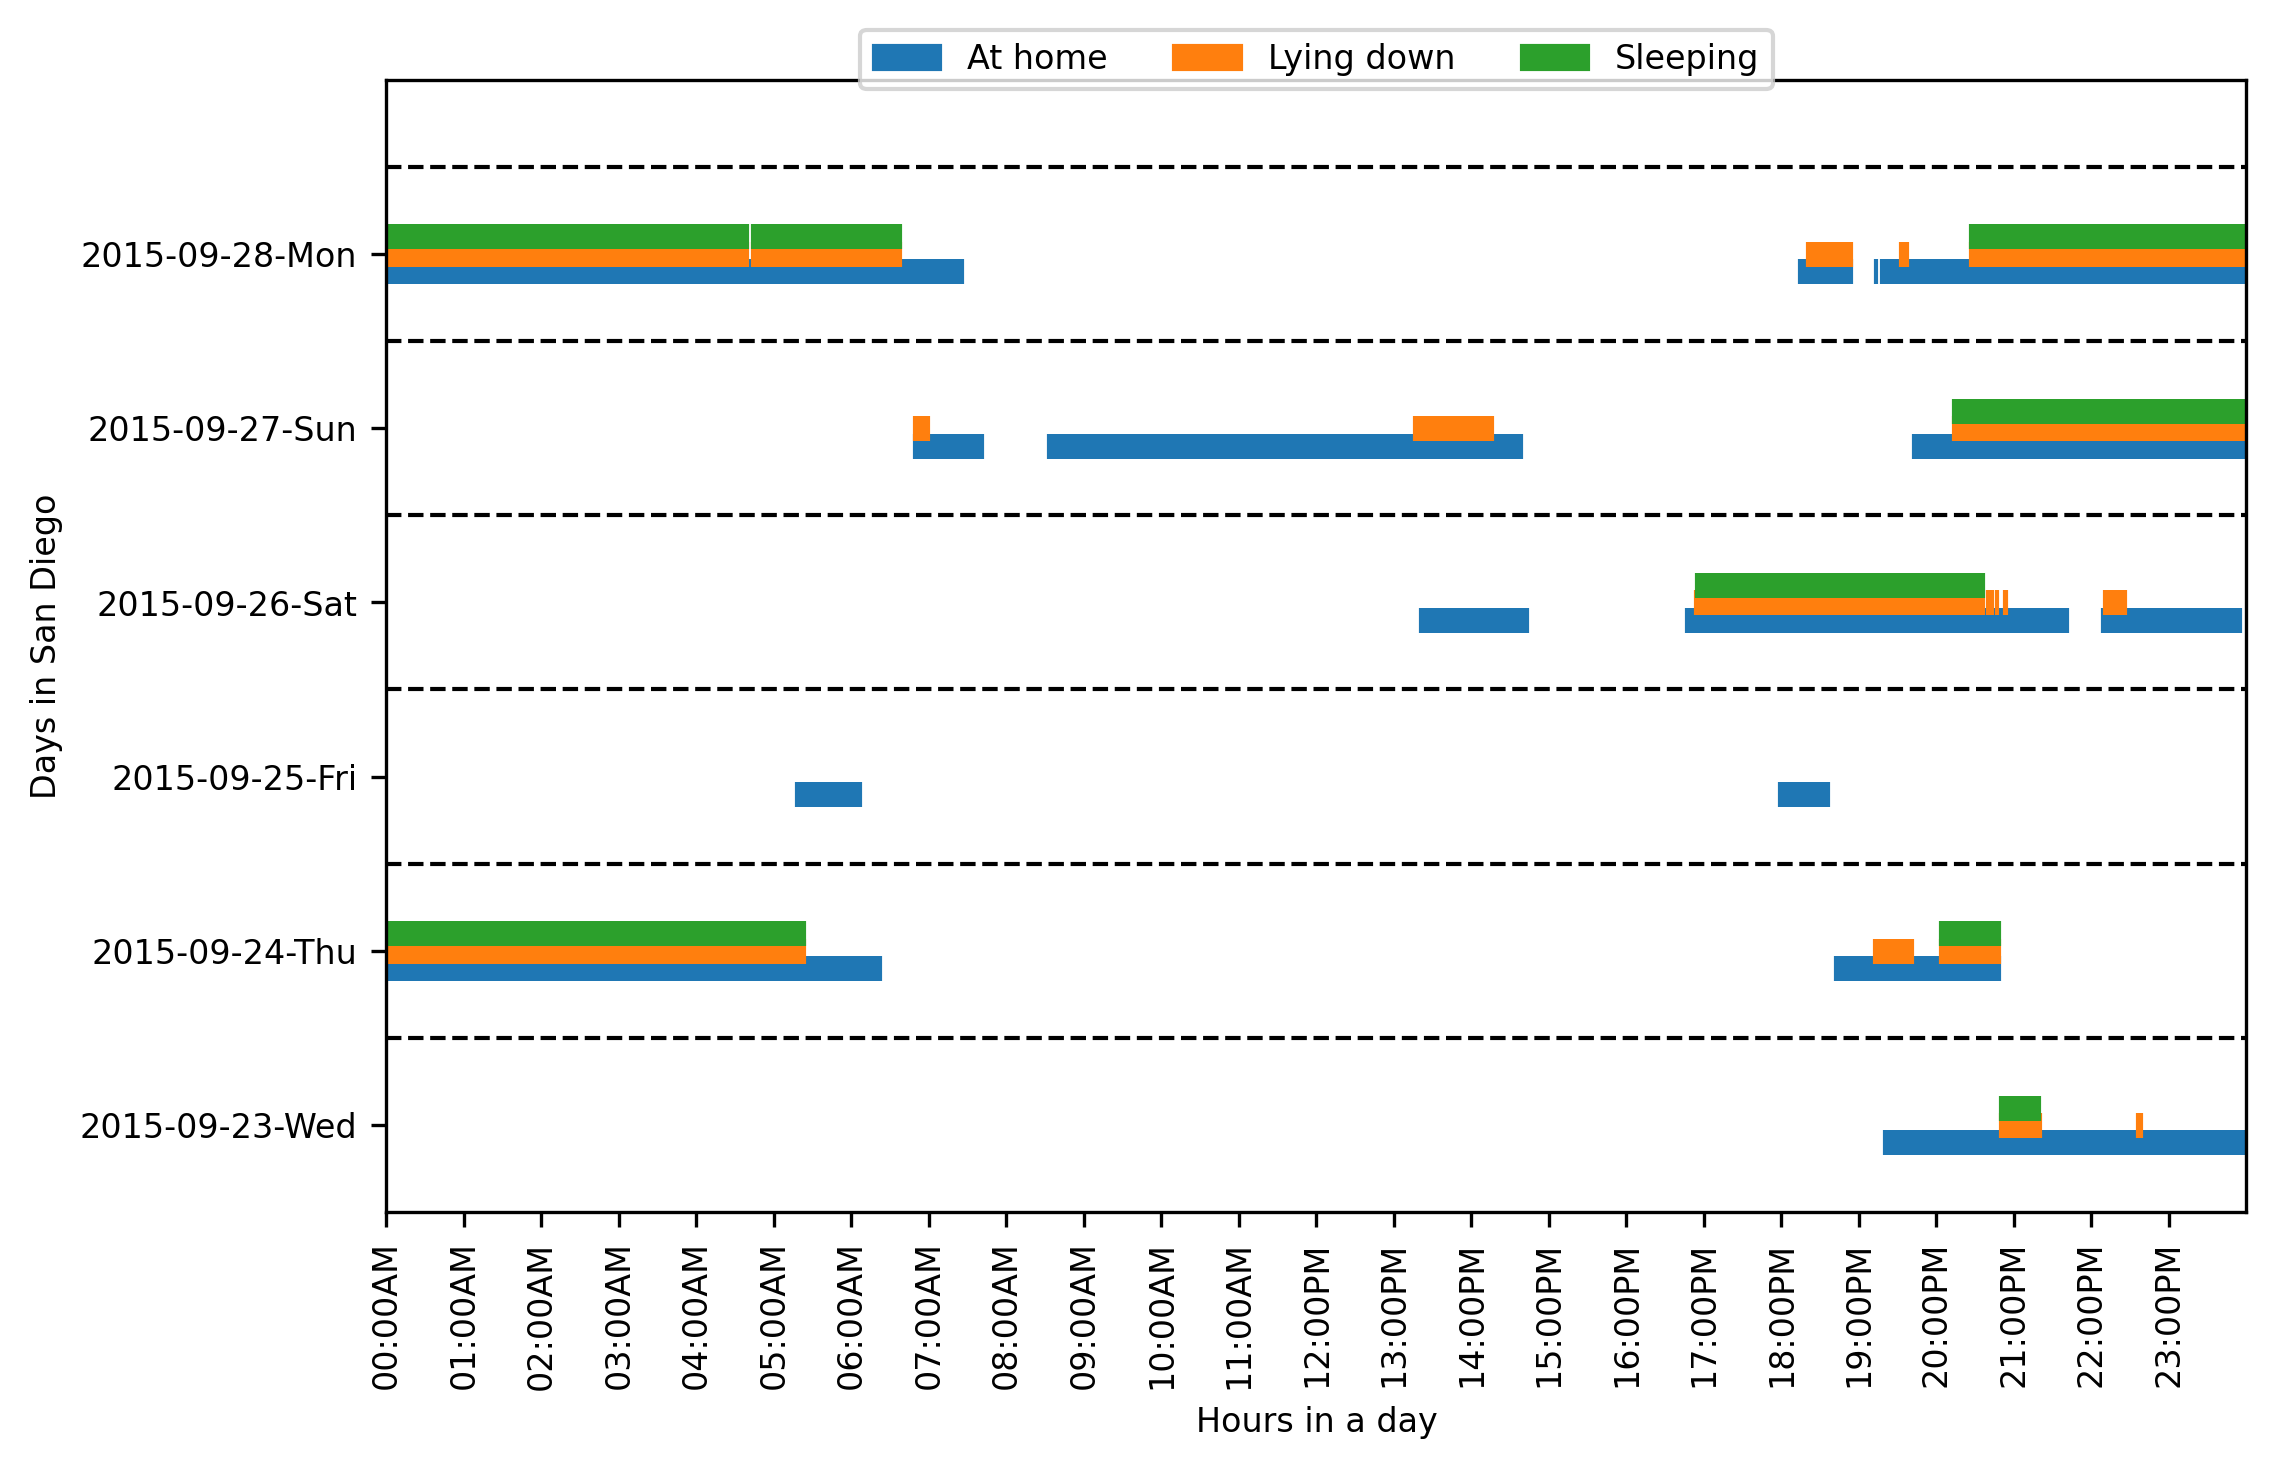 At home Lying down Sleeping
2015-09-28-Mon
2015-09-27-Sun
2015-09-26-Sat
2015-09-25-Fri
2015-09-24-Thu
2015-09-23-Wed
Days in San Diego
00:00AM 01:00AM 02:00AM 03:00AM 04:00AM 05:00AM 06:00AM 07:00AM 08:00AM 09:00AM 10:00AM 11:00AM 12:00PM 13:00PM 14:00PM 15:00PM 16:00PM 17:00PM 18:00PM 19:00PM 20:00PM 21:00PM 22:00PM 23:00PM
Hours in a day